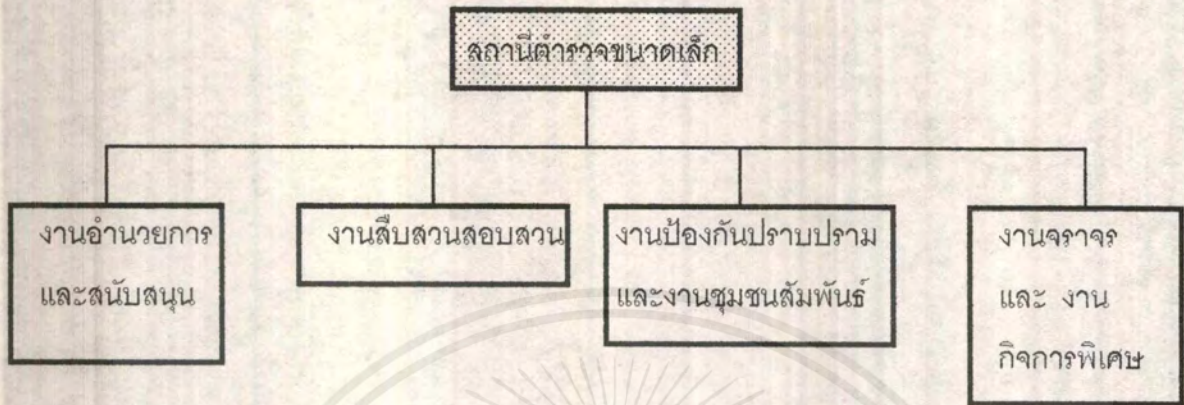 สถานีตำรวจขนาดเล็ก
งานอำนวยการ
และสนับสนุน
งานสืบสวนสอบสวน
งานป้องกันปราบปราม
และงานชุมชนสัมพันธ์
งานจราจร
และ งาน
กิจการพิเศษ